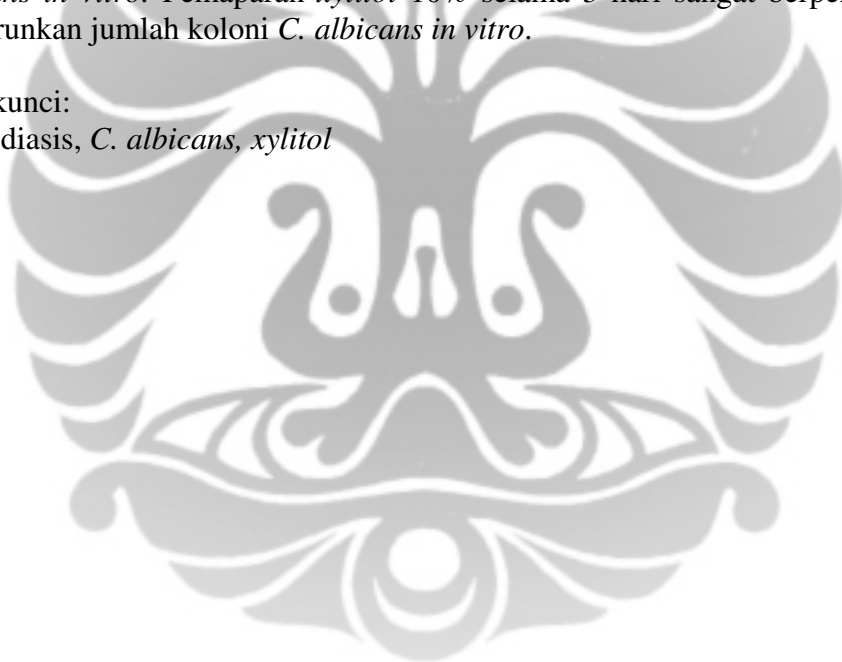 ns in vitro. Pemaparan xylitol 10% selama hari sangat berpe
runkan jumlah koloni C. albicans in vitro.
kunci:
diasis, C. albicans, xylitol